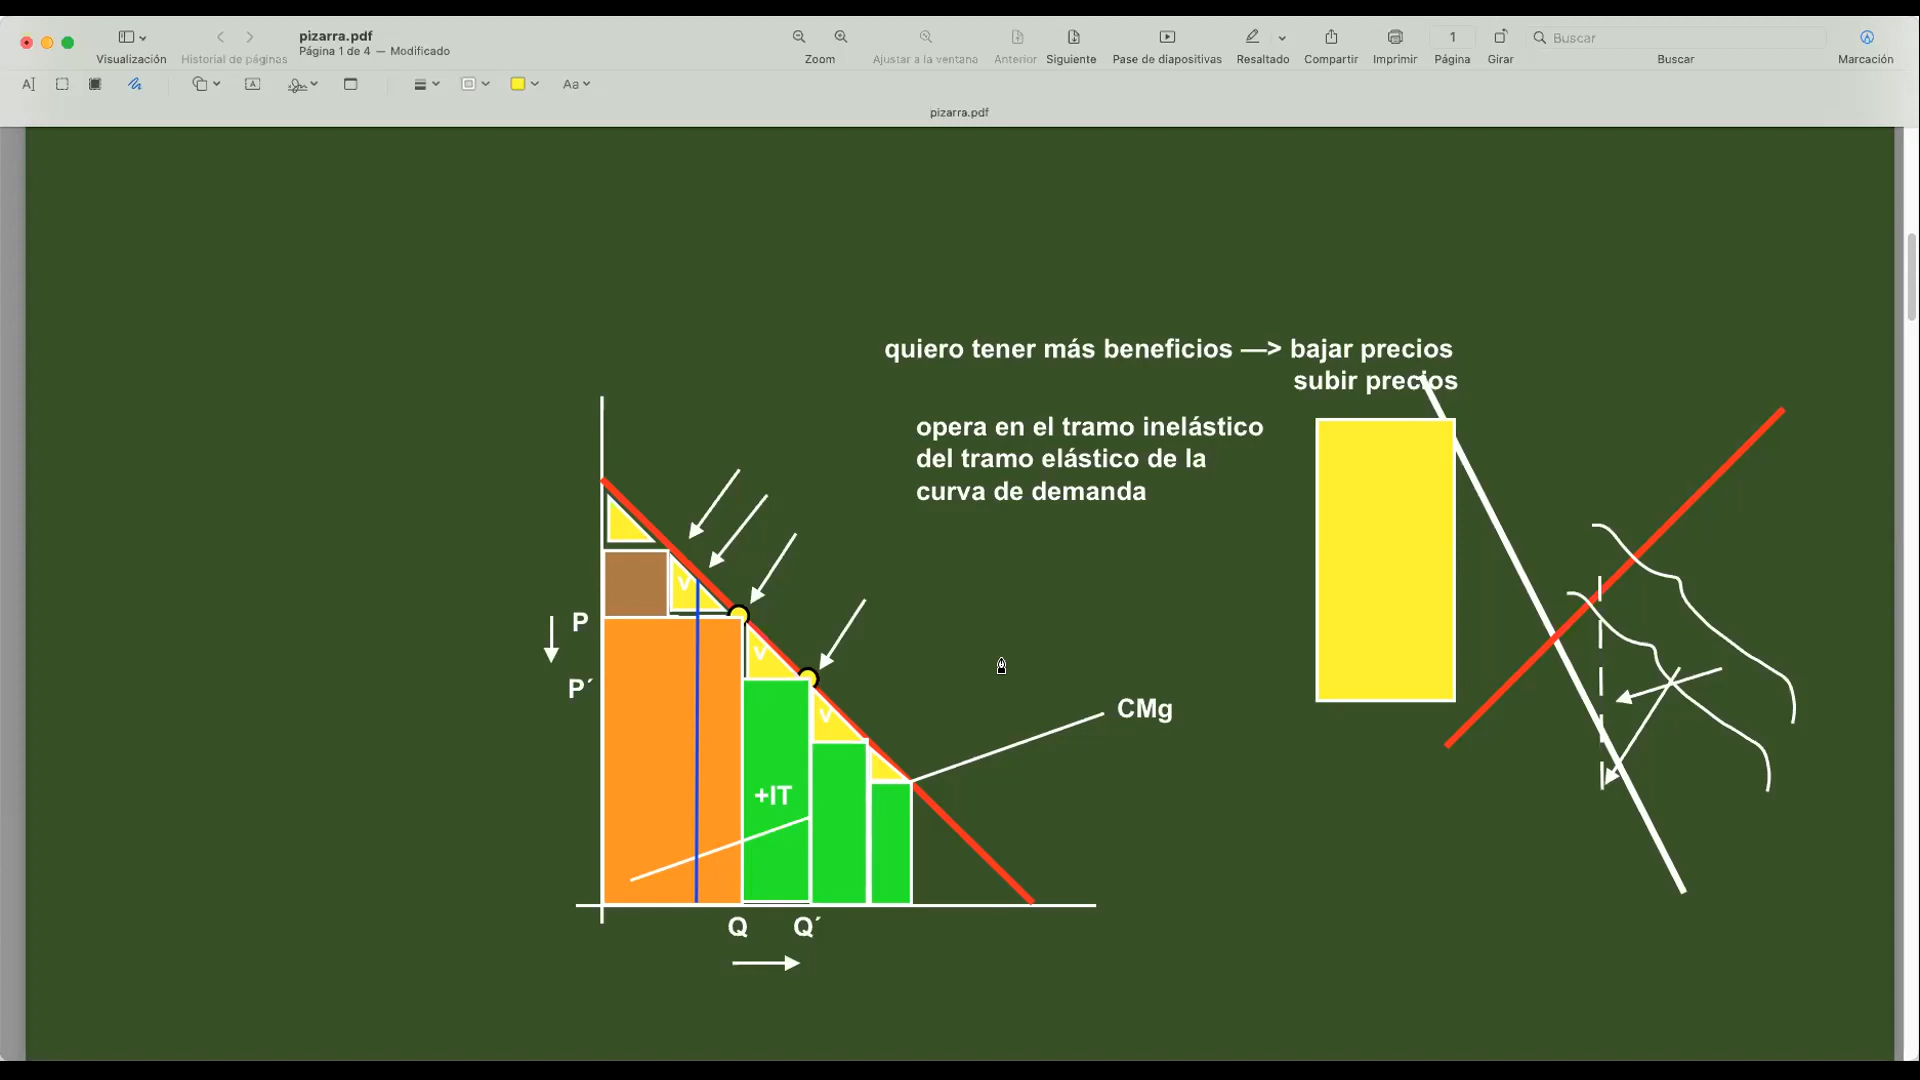 pizarra.pdf
Página 1 de 4 — Modificado
Visualización
Historial de páginas
Zoom
Ajustar a la ventana
Anterior
Siguiente
Pase de diapositivas
Resaltado
Compartir
Imprimir
1
Página
Girar
Buscar
Buscar
Marcación
A
Aa
pizarra.pdf
quiero tener más beneficios —> bajar precios
subir precios
opera en el tramo inelástico
del tramo elástico de la
curva de demanda
v
P
v
P´
v
CMg
+IT
Q
Q´